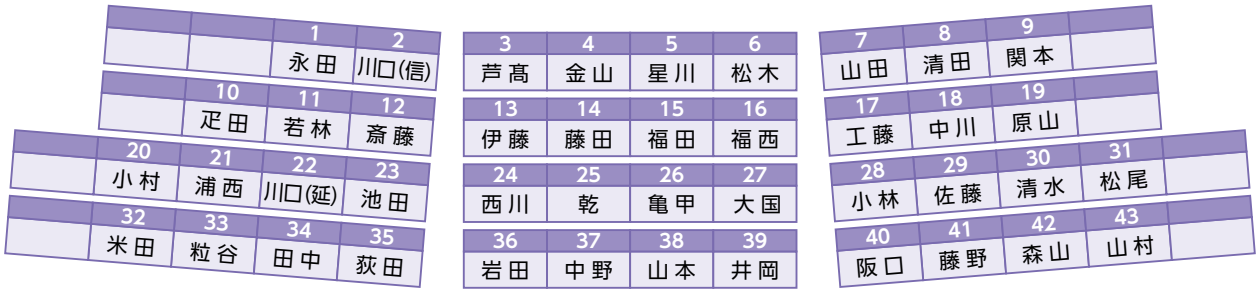 1 2 3 4 5 6 7 8 9
永田 川口(信) 芦髙 金山 星川 松木 山田 清田 関本
10 11 12 13 14 15 16 17 18 19
疋田 若林 斎藤 伊藤 藤田 福田 福西 工藤 中川 原山
20 21 22 23 24 25 26 27 28 29 30 31
小村 浦西 川口(延) 池田 西川 乾 亀甲 大国 小林 佐藤 清水 松尾
32 33 34 35 36 37 38 39 40 41 42 43
米田 粒谷 田中 荻田 岩田 中野 山本 井岡 阪口 藤野 森山 山村